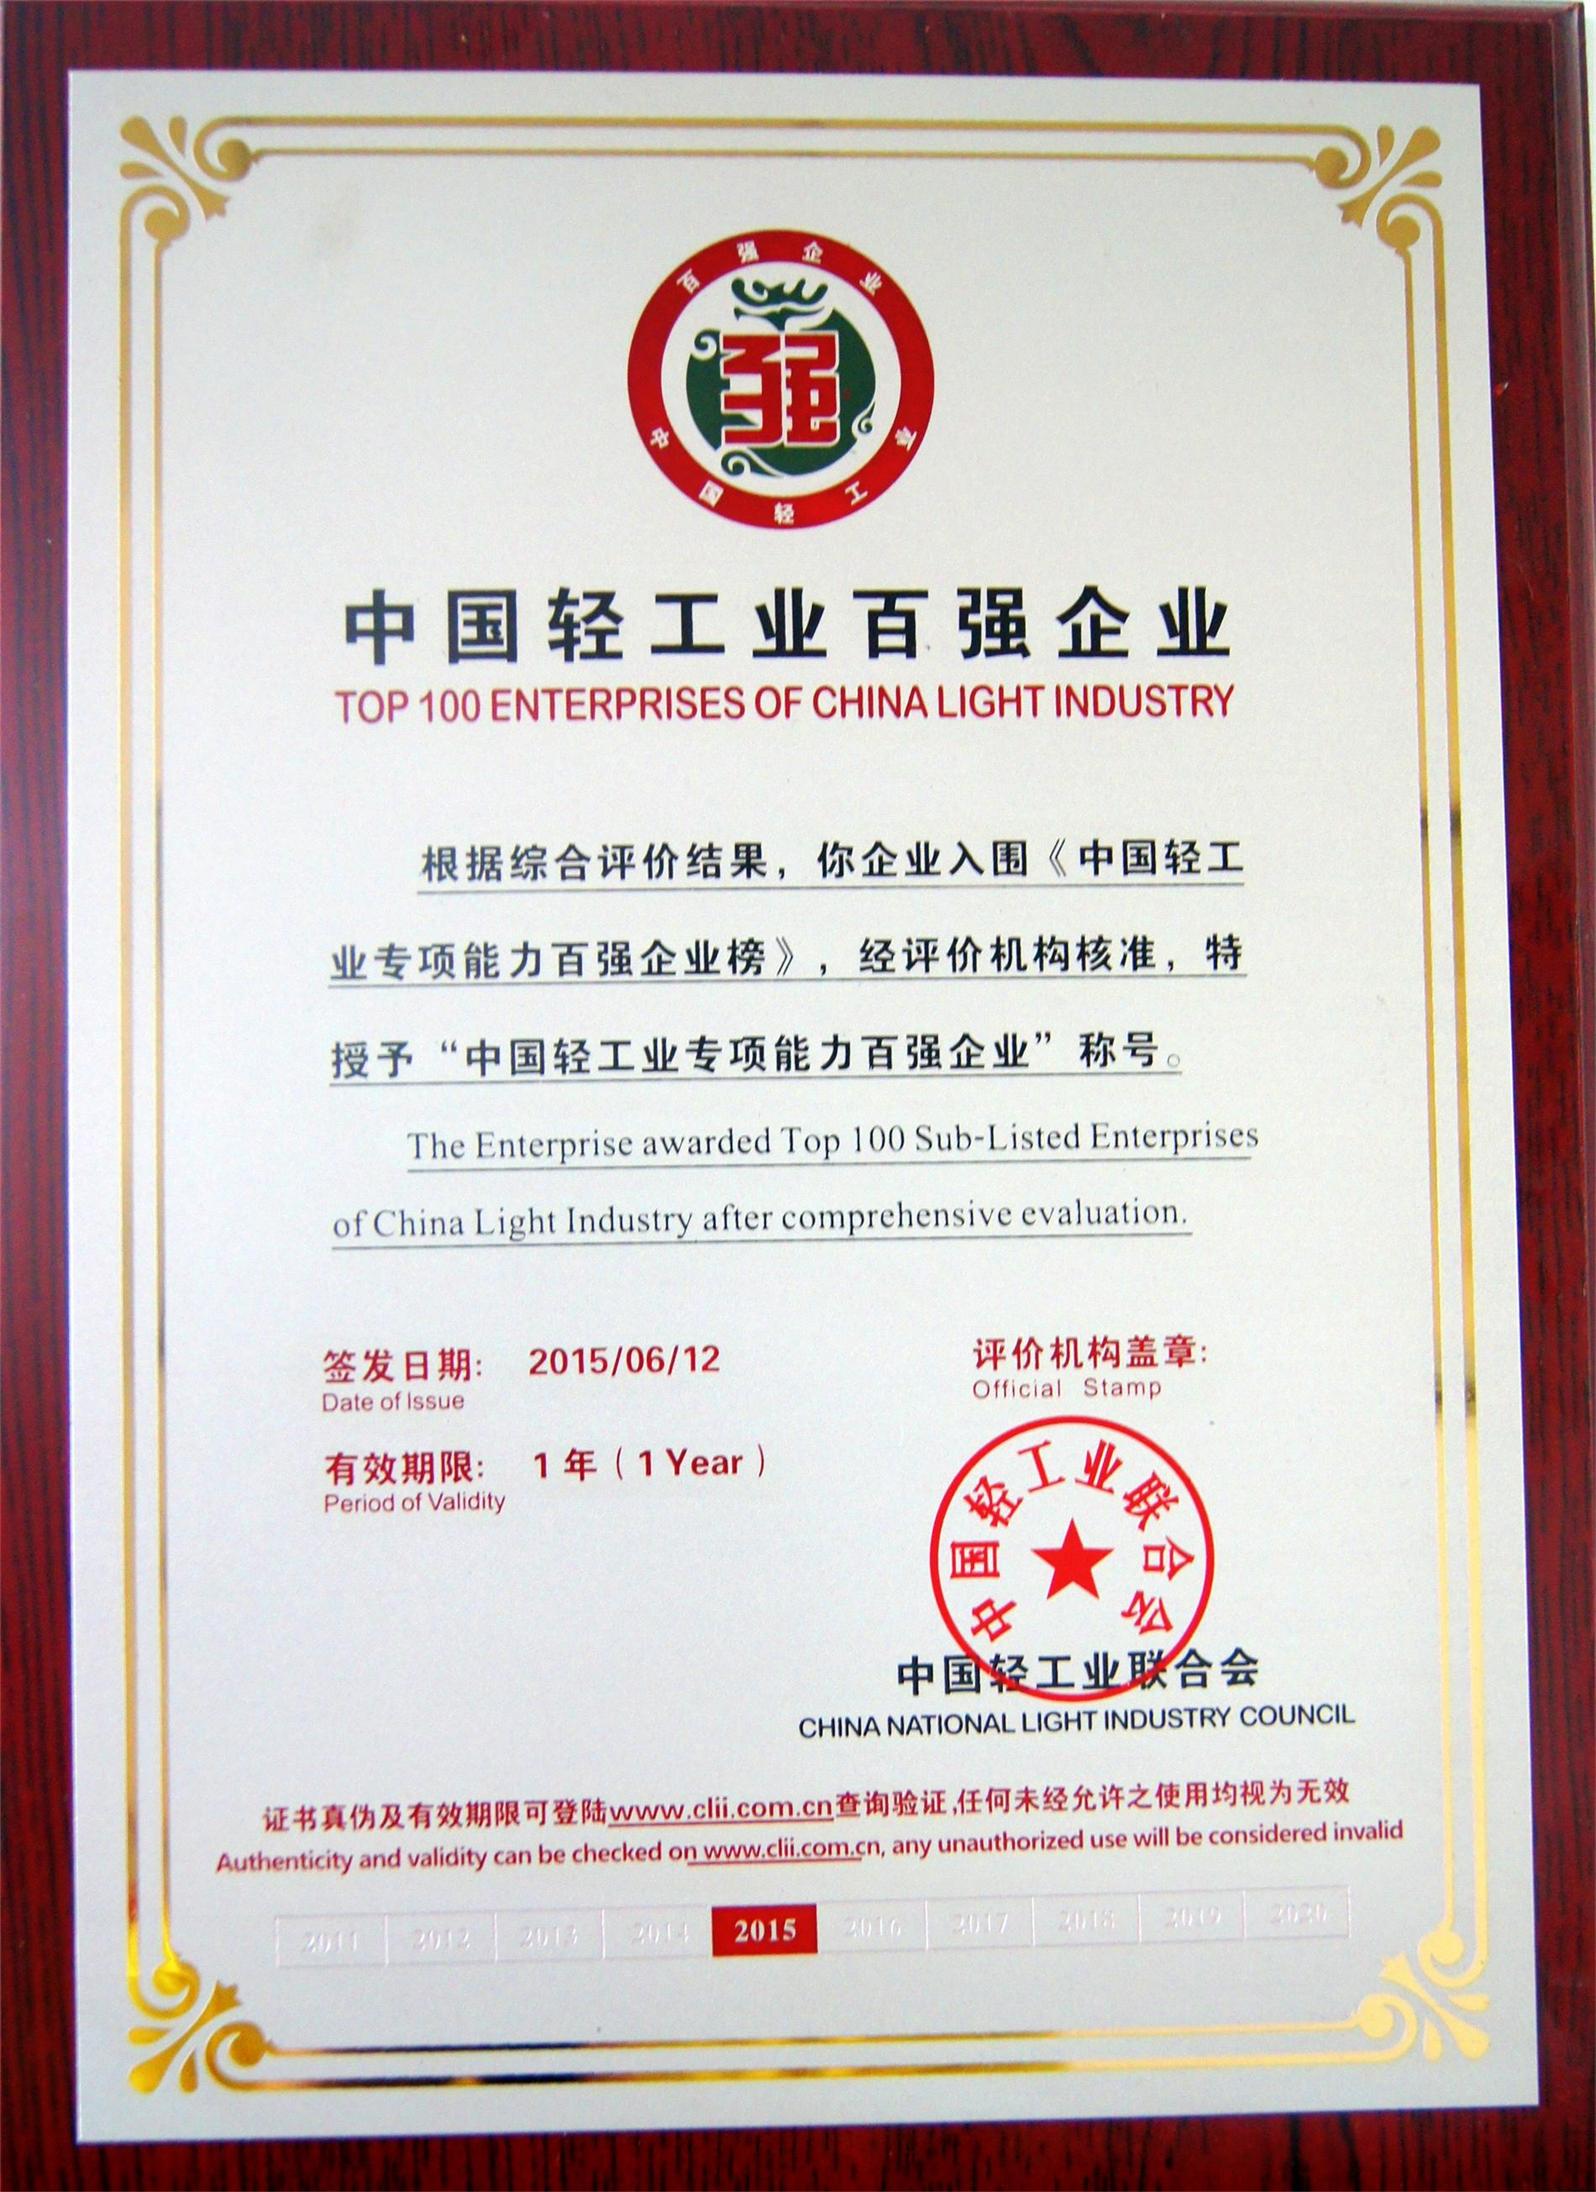 百强企业
强
中国轻工业
中国轻工业百强企业
TOP 100 ENTERPRISES OF CHINA LIGHT INDUSTRY
根据综合评价结果，你企业入围《中国轻工
业专项能力百强企业榜》，经评价机构核准，特
授予“中国轻工业专项能力百强企业”称号。
The Enterprise awarded Top 100 Sub-Listed Enterprises
of China Light Industry after comprehensive evaluation.
签发日期： 2015/06/12
Date of Issue
有效期限： 1 年（1 Year）
Period of Validity
评价机构盖章:
Official Stamp
中国轻工业联合会
中国轻工业联合会
CHINA NATIONAL LIGHT INDUSTRY COUNCIL
证书真伪及有效期限可登陆www.clii.com.cn查询验证,任何未经允许之使用均视为无效
Authenticity and validity can be checked on www.clii.com.cn, any unauthorized use will be considered invalid
2011 2012 2013 2014 2015 2016 2017 2018 2019 2020